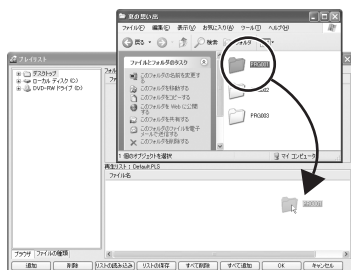 夏の思い出
ファイル(F) 編集(E) 表示(V) お気に入り(A) ツール(T) ヘルプ(H)
戻る 検索 フォルダ
ファイルとフォルダのタスク
このフォルダの名前を変更する
このフォルダを移動する
このフォルダをコピーする
このフォルダを Web に公開する
このフォルダを共有する
このフォルダのファイルを電子メールで送信する
このフォルダを削除する
PRG001
PRG003
1 個のオブジェクトを選択 マイ コンピュータ
プレイリスト
デスクトップ
ローカル ディスク (C:)
DVD-RW ドライブ (D:)
再生リスト : Default.PLS
ファイル名
PRG001
ブラウザ ファイルの種類
追加 削除 リストの読み込み リストの保存 すべて削除 すべて追加 OK キャンセル